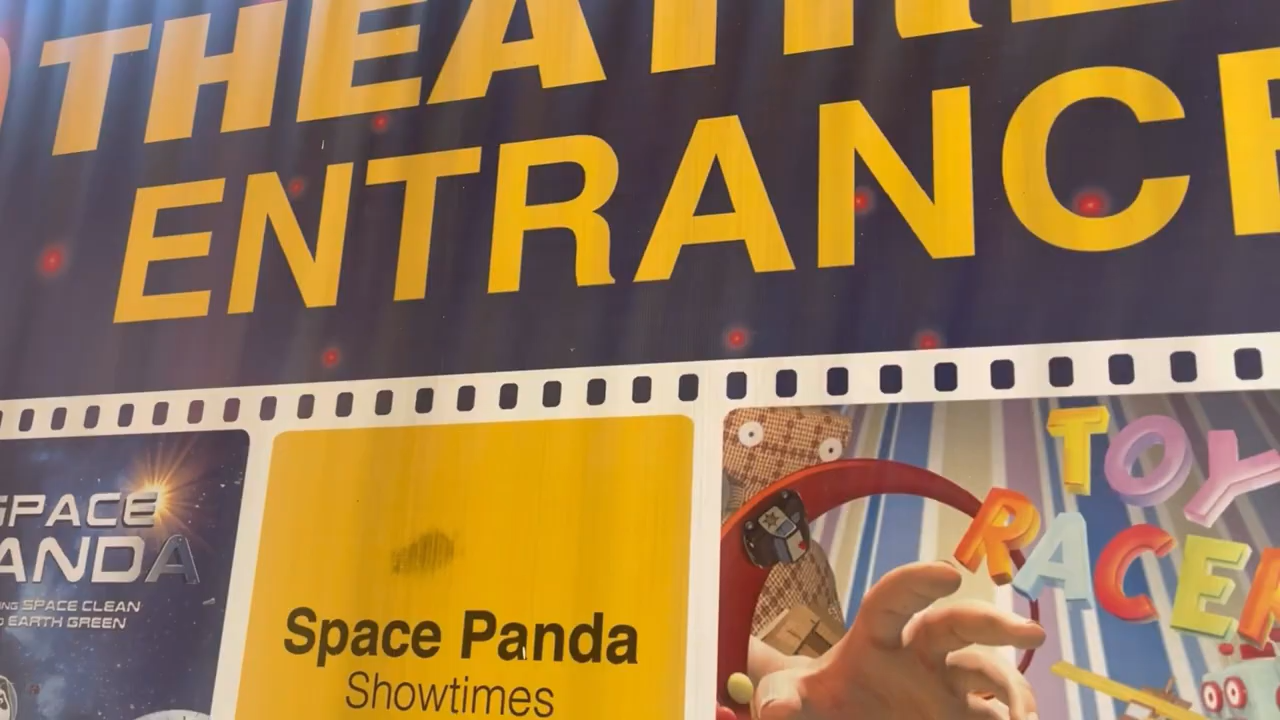 THEATRE
ENTRANCE
SPACE
PANDA
SPACE CLEAN
EARTH GREEN
Space Panda
Showtimes
TOY
RACER